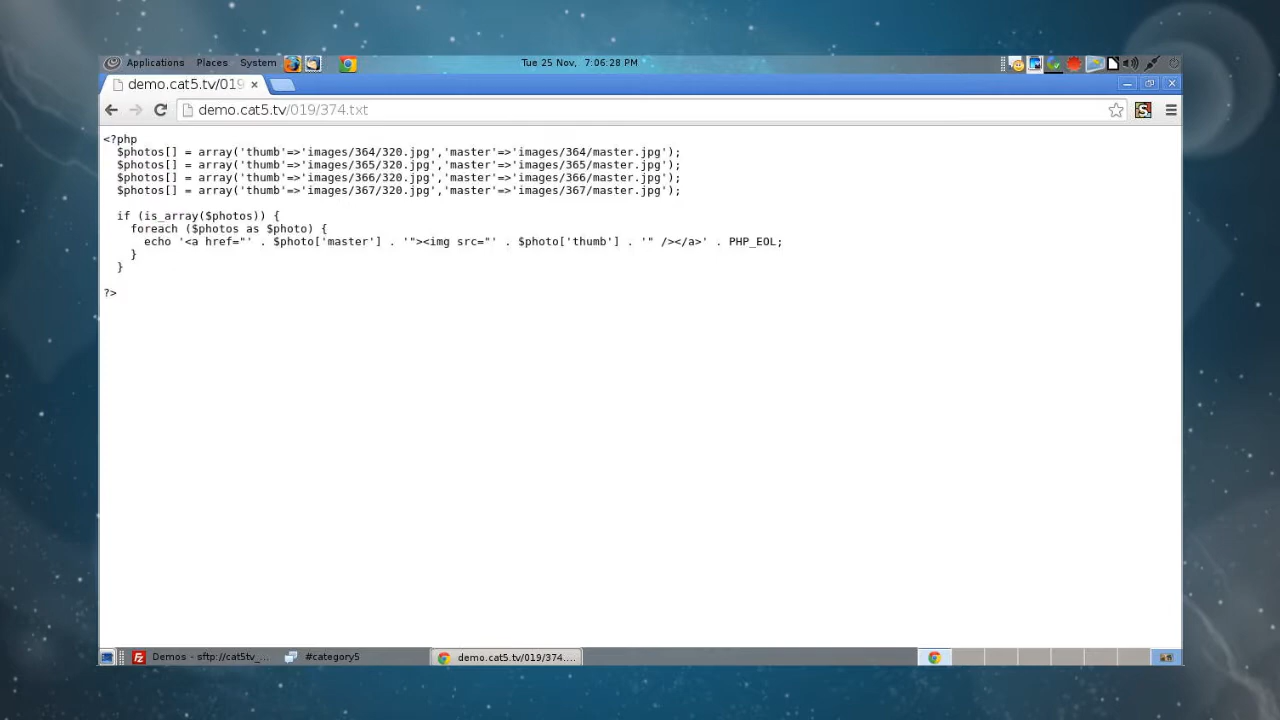 Applications Places System Tue 25 Nov, 7:06:28 PM
demo.cat5.tv/019 ×
demo.cat5.tv/019/374.txt
<?php
$photos[] = array('thumb'=>'images/364/320.jpg','master'=>'images/364/master.jpg');
$photos[] = array('thumb'=>'images/365/320.jpg','master'=>'images/365/master.jpg');
$photos[] = array('thumb'=>'images/366/320.jpg','master'=>'images/366/master.jpg');
$photos[] = array('thumb'=>'images/367/320.jpg','master'=>'images/367/master.jpg');
if (is_array($photos)) {
foreach ($photos as $photo) {
echo '<a href="' . $photo['master'] . '"><img src="' . $photo['thumb'] . '" /></a>' . PHP_EOL;
}
}
?>
Demos - sftp://cat5tv_... #category5 demo.cat5.tv/019/374....